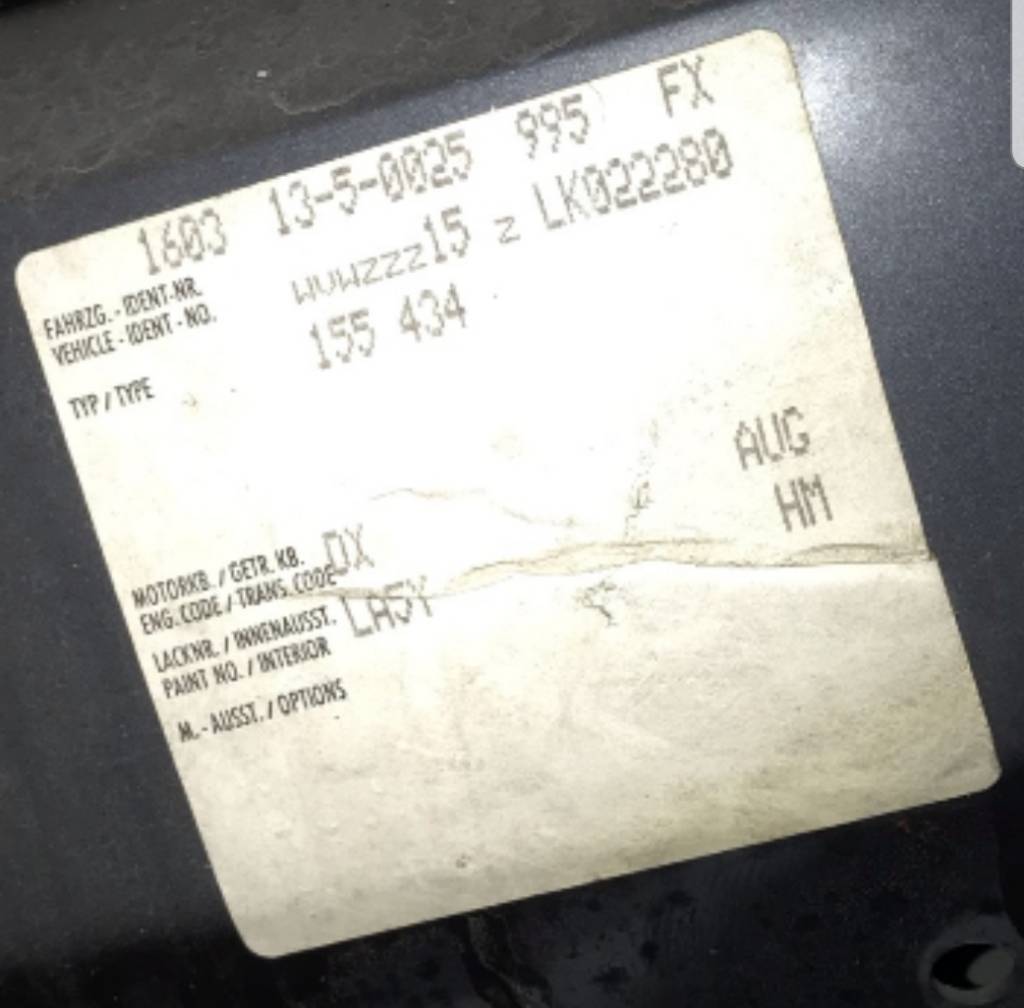 1603 13-5-0025 995 FX
FAHRZG. - IDENT-NR.
VEHICLE - IDENT - NO.
WVWZZZ15 Z LK022280
TYP / TYPE
155 434
AUG
HM
MOTORKB. / GETR. KB.
ENG. CODE / TRANS. CODE
DX
LACKNR. / INNENAUSST.
PAINT NO. / INTERIOR
LA5Y
M. - AUSST. / OPTIONS